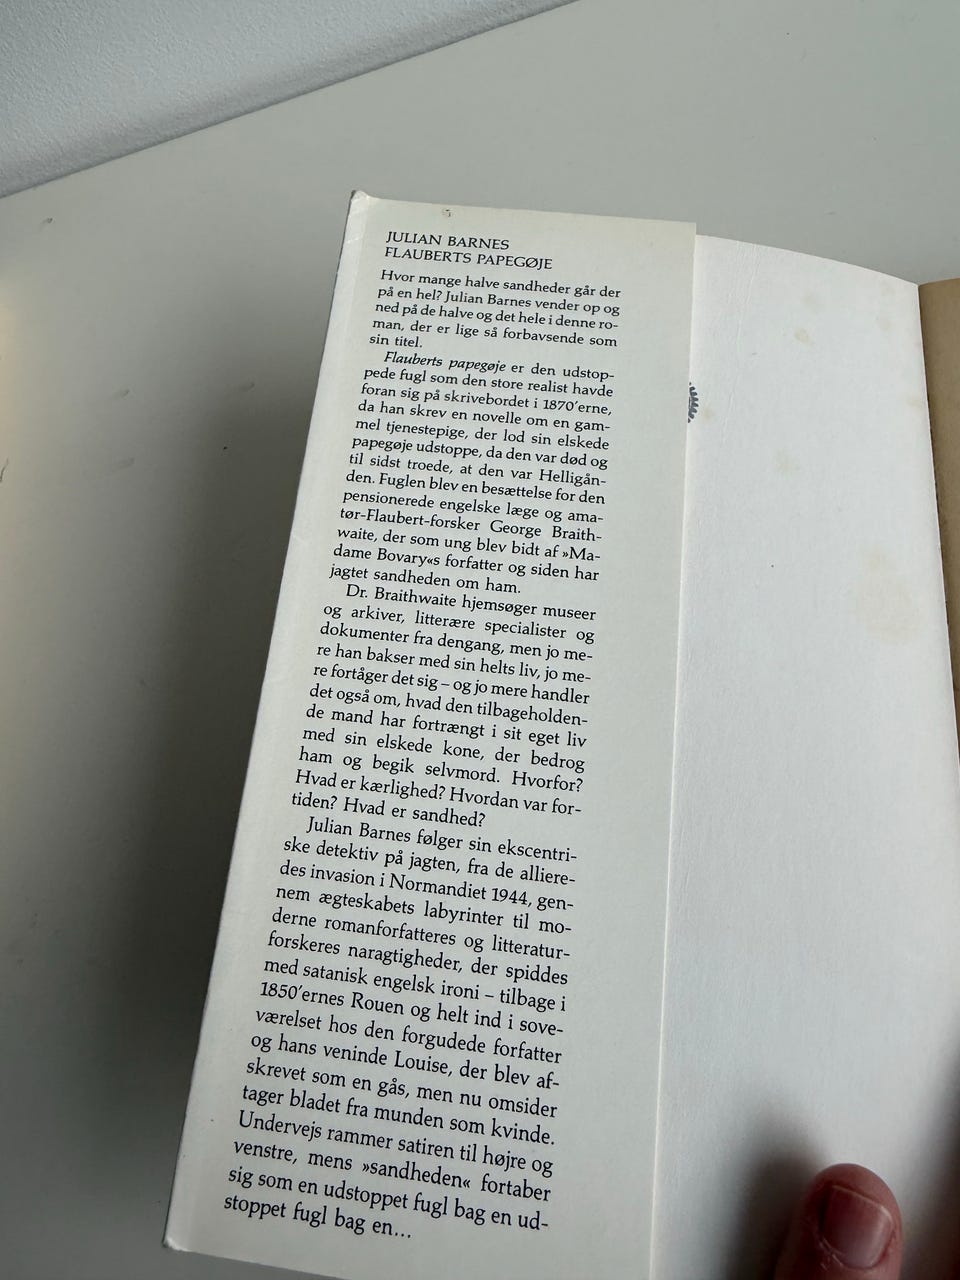 JULIAN BARNES
FLAUBERTS PAPEGØJE
Hvor mange halve sandheder går der
på en hel? Julian Barnes vender op og
ned på de halve og det hele i denne ro-
man, der er lige så forbavsende som
sin titel.
Flauberts papegøje er den udstop-
pede fugl som den store realist havde
foran sig på skrivebordet i 1870'erne,
da han skrev en novelle om en gam-
mel tjenestepige, der lod sin elskede
papegøje udstoppe, da den var død og
til sidst troede, at den var Helligån-
den. Fuglen blev en besættelse for den
pensionerede engelske læge og ama-
tør-Flaubert-forsker George Braith-
waite, der som ung blev bidt af »Ma-
dame Bovary«s forfatter og siden har
jagtet sandheden om ham.
Dr. Braithwaite hjemsøger museer
og arkiver, litterære specialister og
dokumenter fra dengang, men jo me-
re han bakser med sin helts liv, jo me-
re fortåger det sig – og jo mere handler
det også om, hvad den tilbageholden-
de mand har fortrængt i sit eget liv
med sin elskede kone, der bedrog
ham og begik selvmord. Hvorfor?
Hvad er kærlighed? Hvordan var for-
tiden? Hvad er sandhed?
Julian Barnes følger sin ekscentri-
ske detektiv på jagten, fra de alliere-
des invasion i Normandiet 1944, gen-
nem ægteskabets labyrinter til mo-
derne romanforfatteres og litteratur-
forskeres naragtigheder, der spiddes
med satanisk engelsk ironi – tilbage i
1850'ernes Rouen og helt ind i sove-
værelset hos den forgudede forfatter
og hans veninde Louise, der blev af-
skrevet som en gås, men nu omsider
tager bladet fra munden som kvinde.
Undervejs rammer satiren til højre og
venstre, mens »sandheden« fortaber
sig som en udstoppet fugl bag en ud-
stoppet fugl bag en...